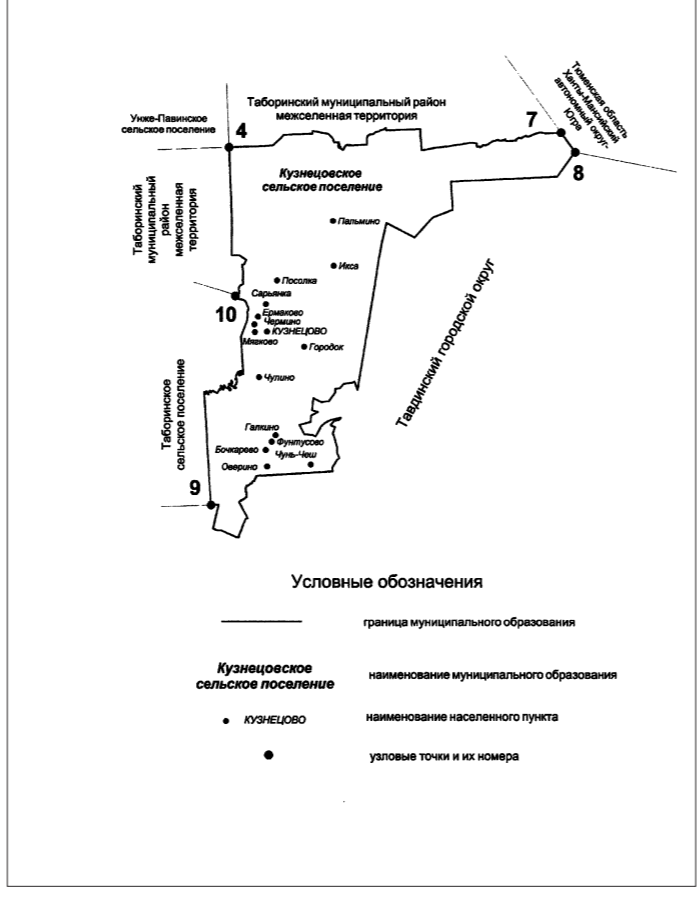 Таборинский муниципальный район
межселенная территория
Унже-Павинское
сельское поселение
4
7
Тюменская область
Ханты-Мансийский
автономный округ-
Югра
8
Кузнецовское
сельское поселение
Таборинский
муниципальный
район
межселенная
территория
Пальмино
Икса
Посолка
Сарьянка
10
Ермаково
Чермино
КУЗНЕЦОВО
Мягково
Городок
Тавдинский городской округ
Чулино
Таборинское
сельское поселение
Галкино
Фунтусово
Бочкарево
Чунь-Чеш
Оверино
9
Условные обозначения
граница муниципального образования
Кузнецовское
сельское поселение
наименование муниципального образования
КУЗНЕЦОВО
наименование населенного пункта
узловые точки и их номера